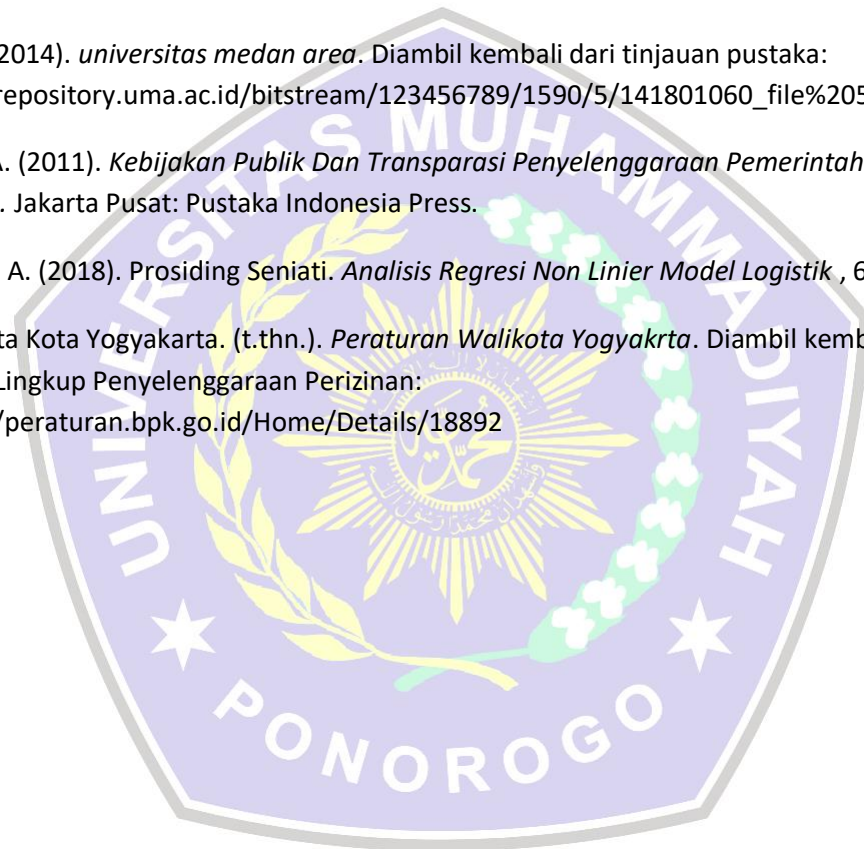 2014). universitas medan area. Diambil kembali dari tinjauan pustaka:
repository.uma.ac.id/bitstream/123456789/1590/5/141801060_file%205
A. (2011). Kebijakan Publik Dan Transparasi Penyelenggaraan Pemerintah
. Jakarta Pusat: Pustaka Indonesia Press.
A. (2018). Prosiding Seniati. Analisis Regresi Non Linier Model Logistik , 6
ta Kota Yogyakarta. (t.thn.). Peraturan Walikota Yogyakrta. Diambil kemb
Lingkup Penyelenggaraan Perizinan:
/peraturan.bpk.go.id/Home/Details/18892
UNIVERSITAS MUHAMMADIYAH
PONOROGO